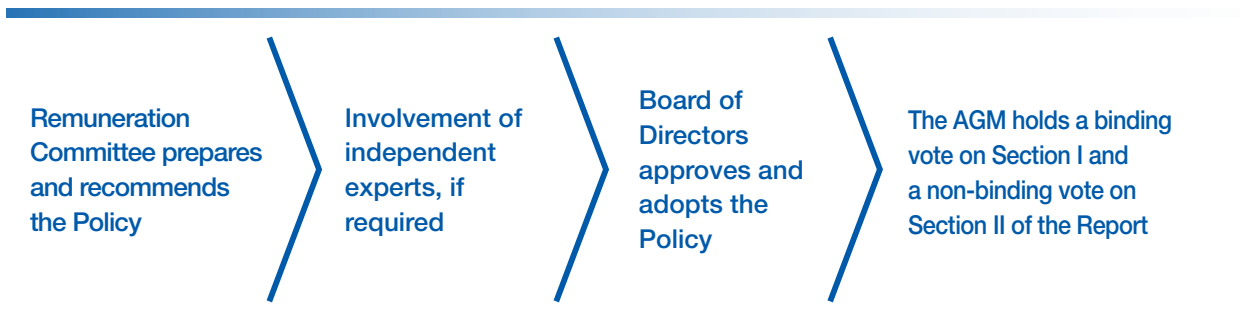 Remuneration
Committee prepares
and recommends
the Policy
Involvement of
independent
experts, if
required
Board of
Directors
approves and
adopts the
Policy
The AGM holds a binding
vote on Section I and
a non-binding vote on
Section II of the Report